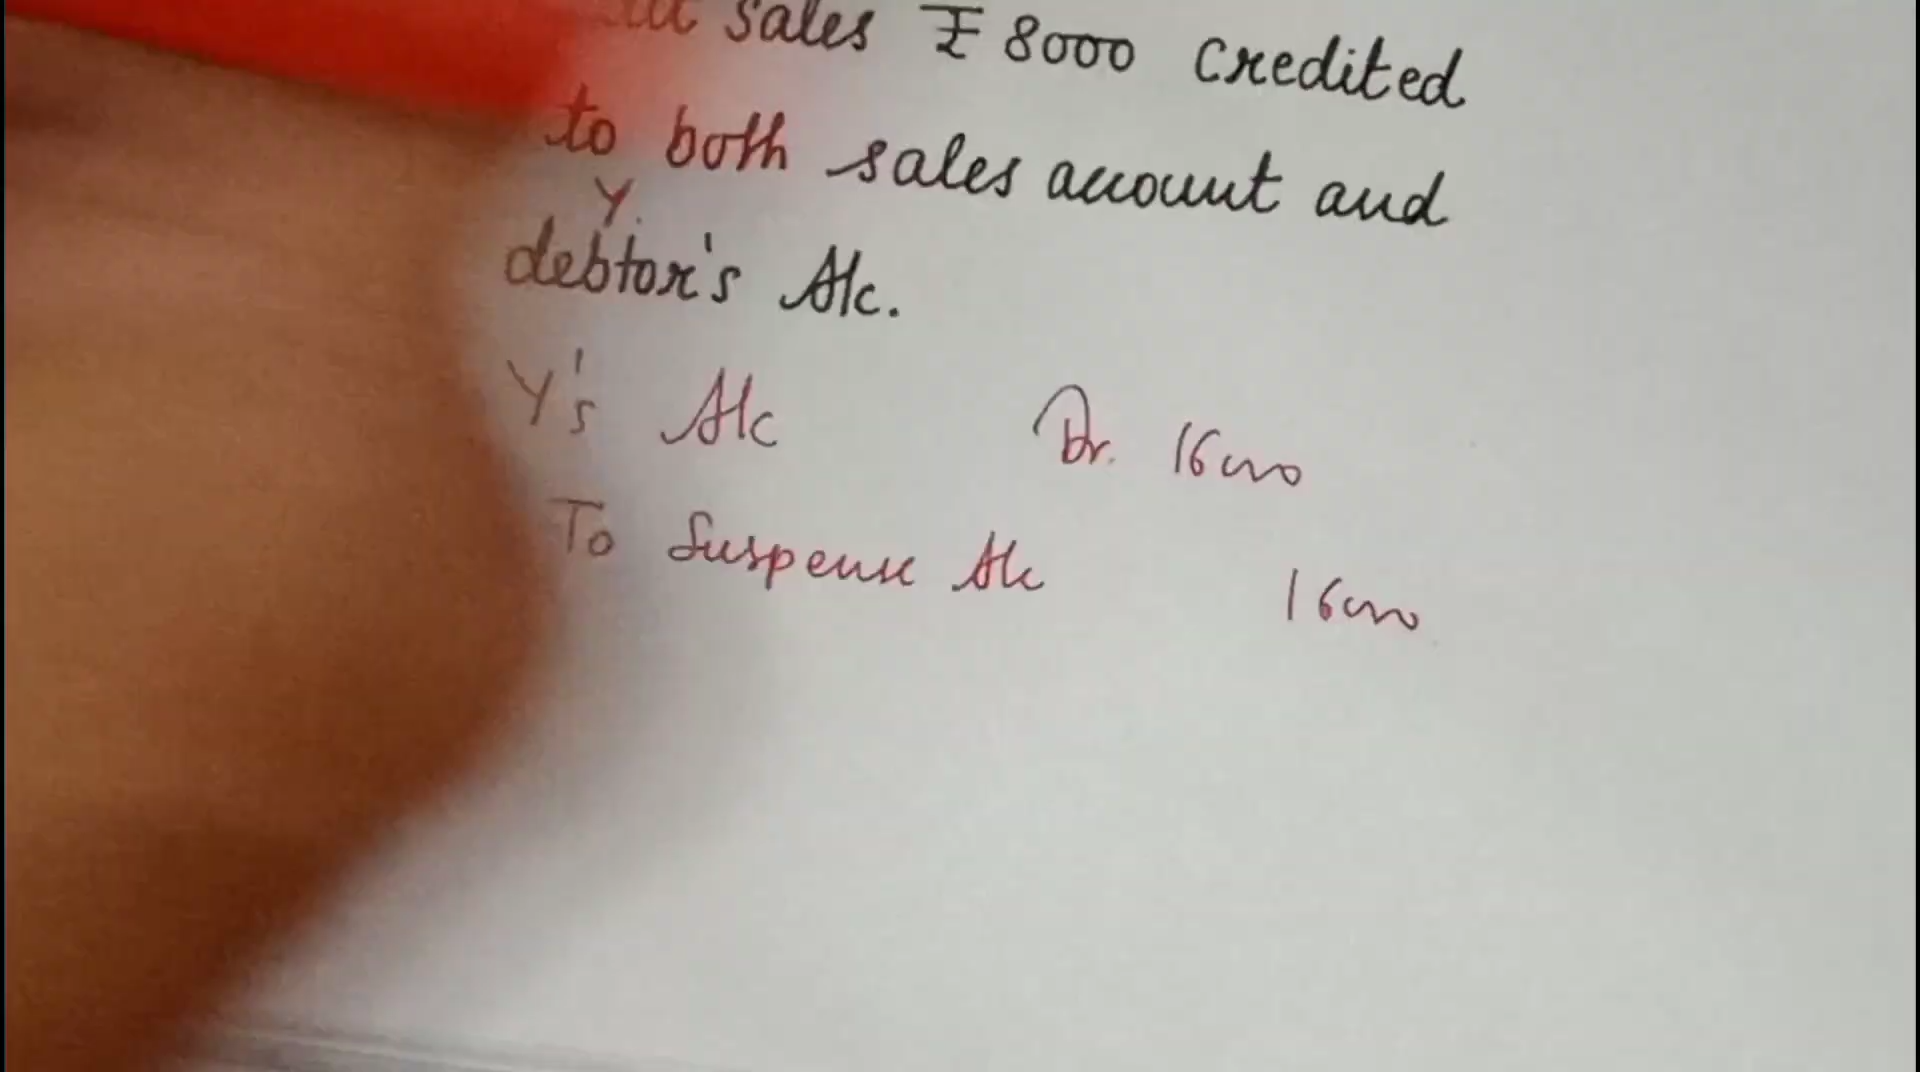 sales ₹ 8000 credited
to both sales account and
Y.
debtor's A/c.
Y's A/c Dr. 16000
To Suspense A/c 16000